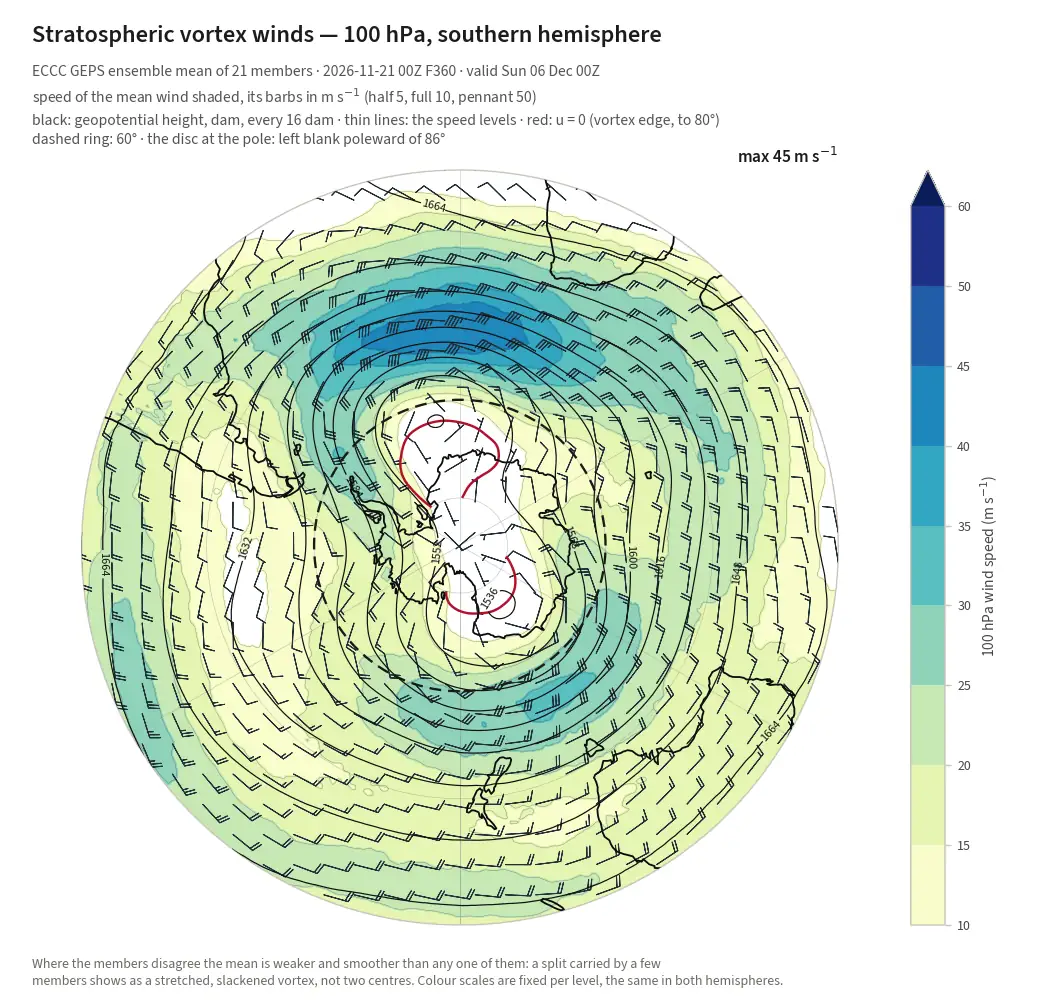 Stratospheric vortex winds — 100 hPa, southern hemisphere
ECCC GEPS ensemble mean of 21 members · 2026-11-21 00Z F360 · valid Sun 06 Dec 00Z
speed of the mean wind shaded, its barbs in m s⁻¹ (half 5, full 10, pennant 50)
black: geopotential height, dam, every 16 dam · thin lines: the speed levels · red: u = 0 (vortex edge, to 80°)
dashed ring: 60° · the disc at the pole: left blank poleward of 86°
max 45 m s⁻¹
1664
1632
1664
1536
1600
1616
1648
1664
60
50
45
40
35
30
25
20
15
10
100 hPa wind speed (m s⁻¹)
Where the members disagree the mean is weaker and smoother than any one of them: a split carried by a few
members shows as a stretched, slackened vortex, not two centres. Colour scales are fixed per level, the same in both hemispheres.